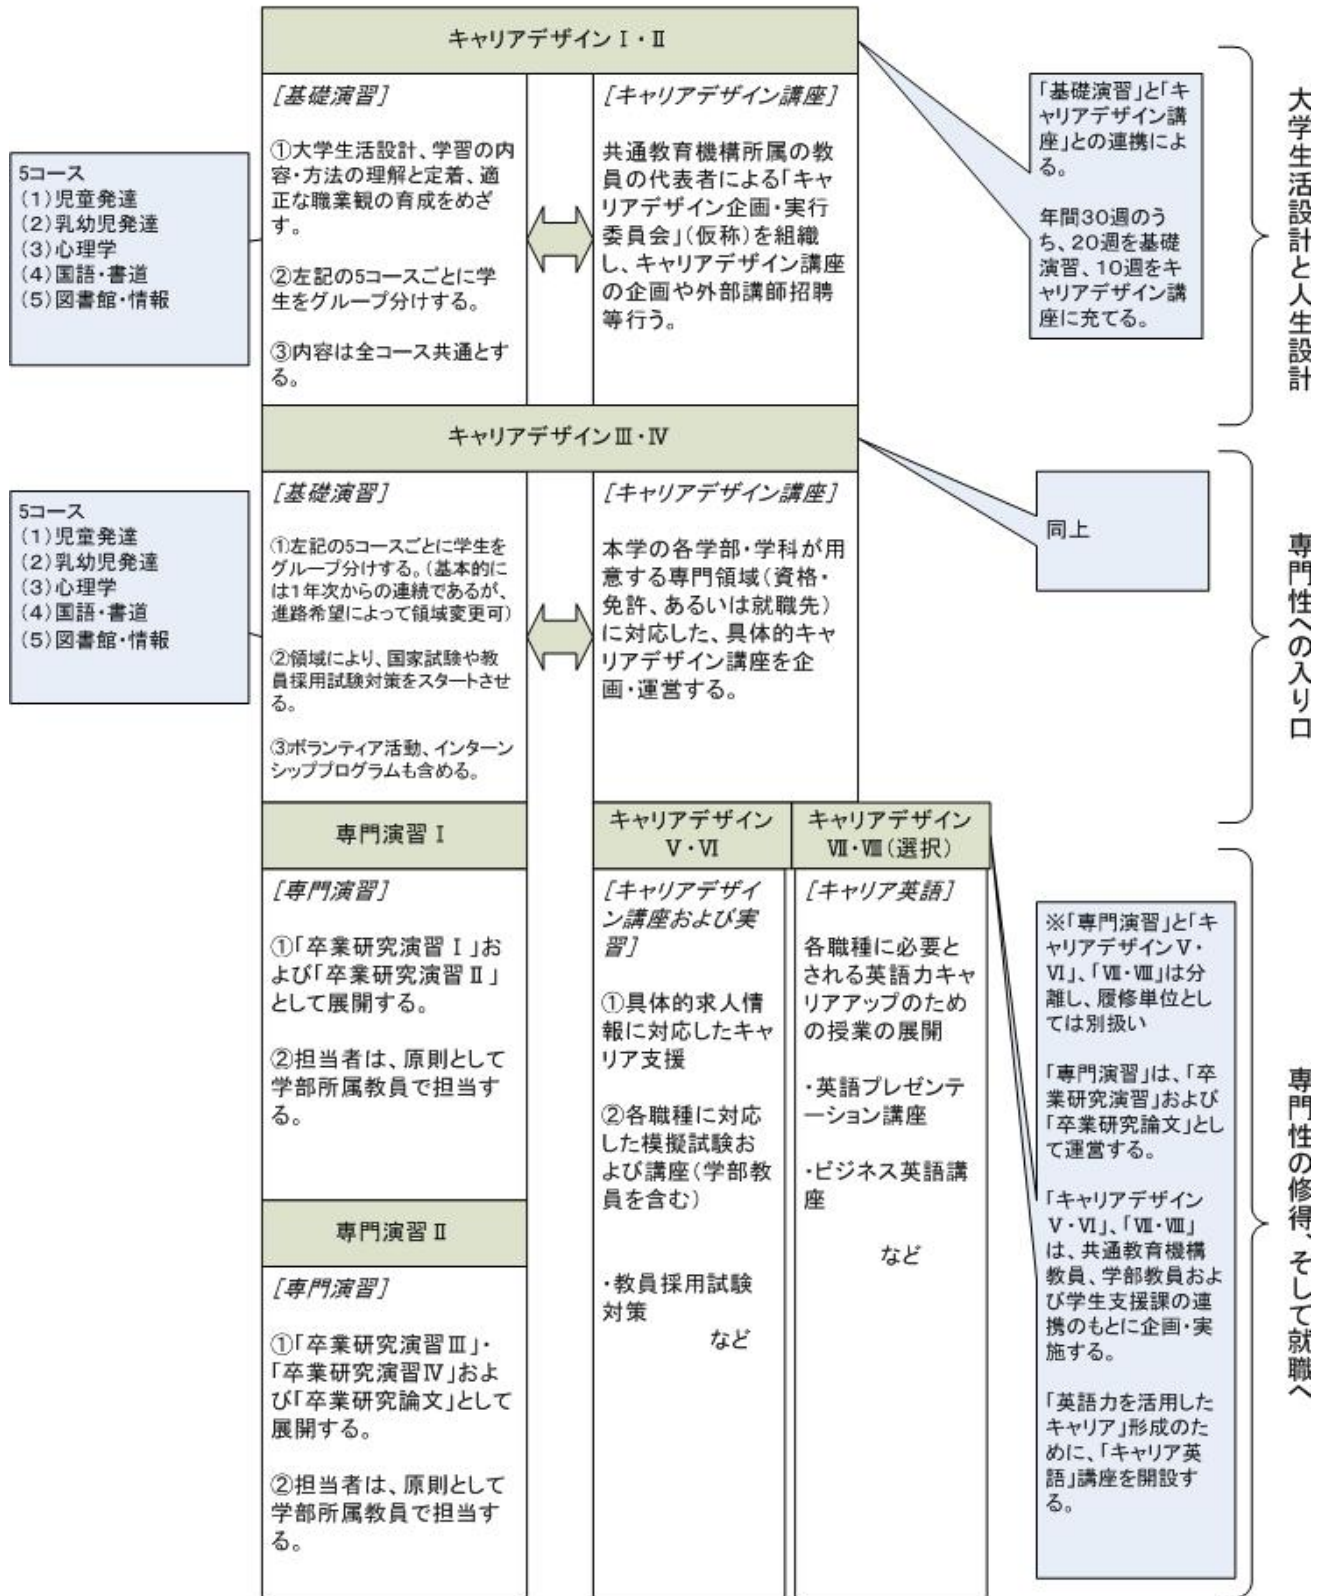 キャリアデザインⅠ・Ⅱ
[基礎演習]
①大学生活設計、学習の内
容・方法の理解と定着、適
正な職業観の育成をめざ
す。
②左記の5コースごとに学
生をグループ分けする。
③内容は全コース共通とす
る。
[キャリアデザイン講座]
共通教育機構所属の教
員の代表者による「キャ
リアデザイン企画・実行
委員会」(仮称)を組織
し、キャリアデザイン講座
の企画や外部講師招聘
等行う。
5コース
(1)児童発達
(2)乳幼児発達
(3)心理学
(4)国語・書道
(5)図書館・情報
「基礎演習」と「キ
ャリアデザイン講
座」との連携によ
る。
年間30週のう
ち、20週を基礎
演習、10週をキ
ャリアデザイン講
座に充てる。
大学生活設計と人生設計
キャリアデザインⅢ・Ⅳ
[基礎演習]
①左記の5コースごとに学生を
グループ分けする。(基本的に
は1年次からの連続であるが、
進路希望によって領域変更可)
②領域により、国家試験や教
員採用試験対策をスタートさせ
る。
③ボランティア活動、インターン
シッププログラムも含める。
[キャリアデザイン講座]
本学の各学部・学科が用
意する専門領域(資格・
免許、あるいは就職先)
に対応した、具体的キャ
リアデザイン講座を企
画・運営する。
5コース
(1)児童発達
(2)乳幼児発達
(3)心理学
(4)国語・書道
(5)図書館・情報
同上
専門性への入り口
専門演習Ⅰ
[専門演習]
①「卒業研究演習Ⅰ」お
よび「卒業研究演習Ⅱ」
として展開する。
②担当者は、原則として
学部所属教員で担当す
る。
専門演習Ⅱ
[専門演習]
①「卒業研究演習Ⅲ」・
「卒業研究演習Ⅳ」およ
び「卒業研究論文」として
展開する。
②担当者は、原則として
学部所属教員で担当す
る。
キャリアデザイン
Ⅴ・Ⅵ
[キャリアデザイ
ン講座および実
習]
①具体的求人情
報に対応したキャ
リア支援
②各職種に対応
した模擬試験お
よび講座(学部教
員を含む)
・教員採用試験
対策
など
キャリアデザイン
Ⅶ・Ⅷ(選択)
[キャリア英語]
各職種に必要と
される英語力キャ
リアアップのため
の授業の展開
・英語プレゼンテ
ーション講座
・ビジネス英語講
座
など
※「専門演習」と「キ
ャリアデザインⅤ・
Ⅵ」、「Ⅶ・Ⅷ」は分
離し、履修単位とし
ては別扱い
「専門演習」は、「卒
業研究演習」および
「卒業研究論文」とし
て運営する。
「キャリアデザイン
Ⅴ・Ⅵ」、「Ⅶ・Ⅷ」
は、共通教育機構
教員、学部教員およ
び学生支援課の連
携のもとに企画・実
施する。
「英語力を活用した
キャリア」形成のた
めに、「キャリア英
語」講座を開設す
る。
専門性の修得、そして就職へ